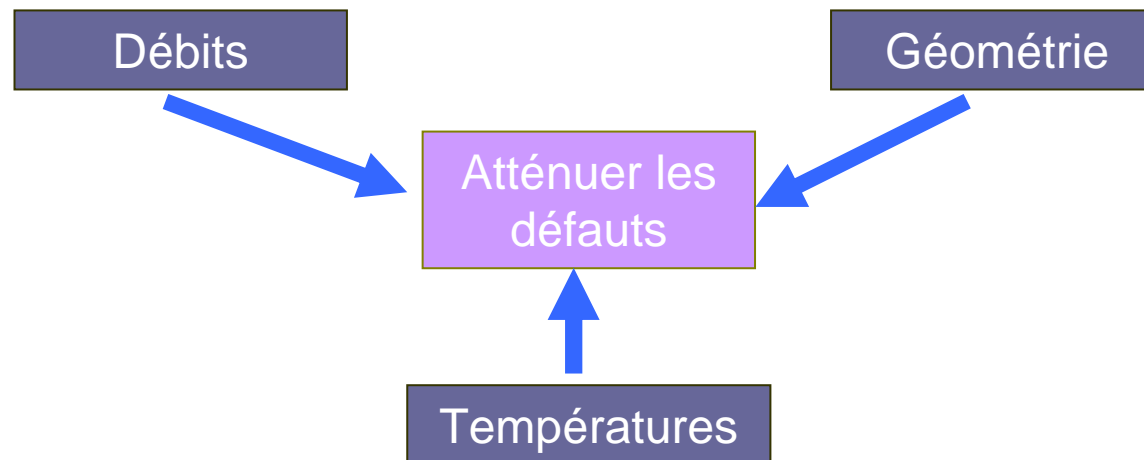 Débits
Géométrie
Atténuer les
défauts
Températures